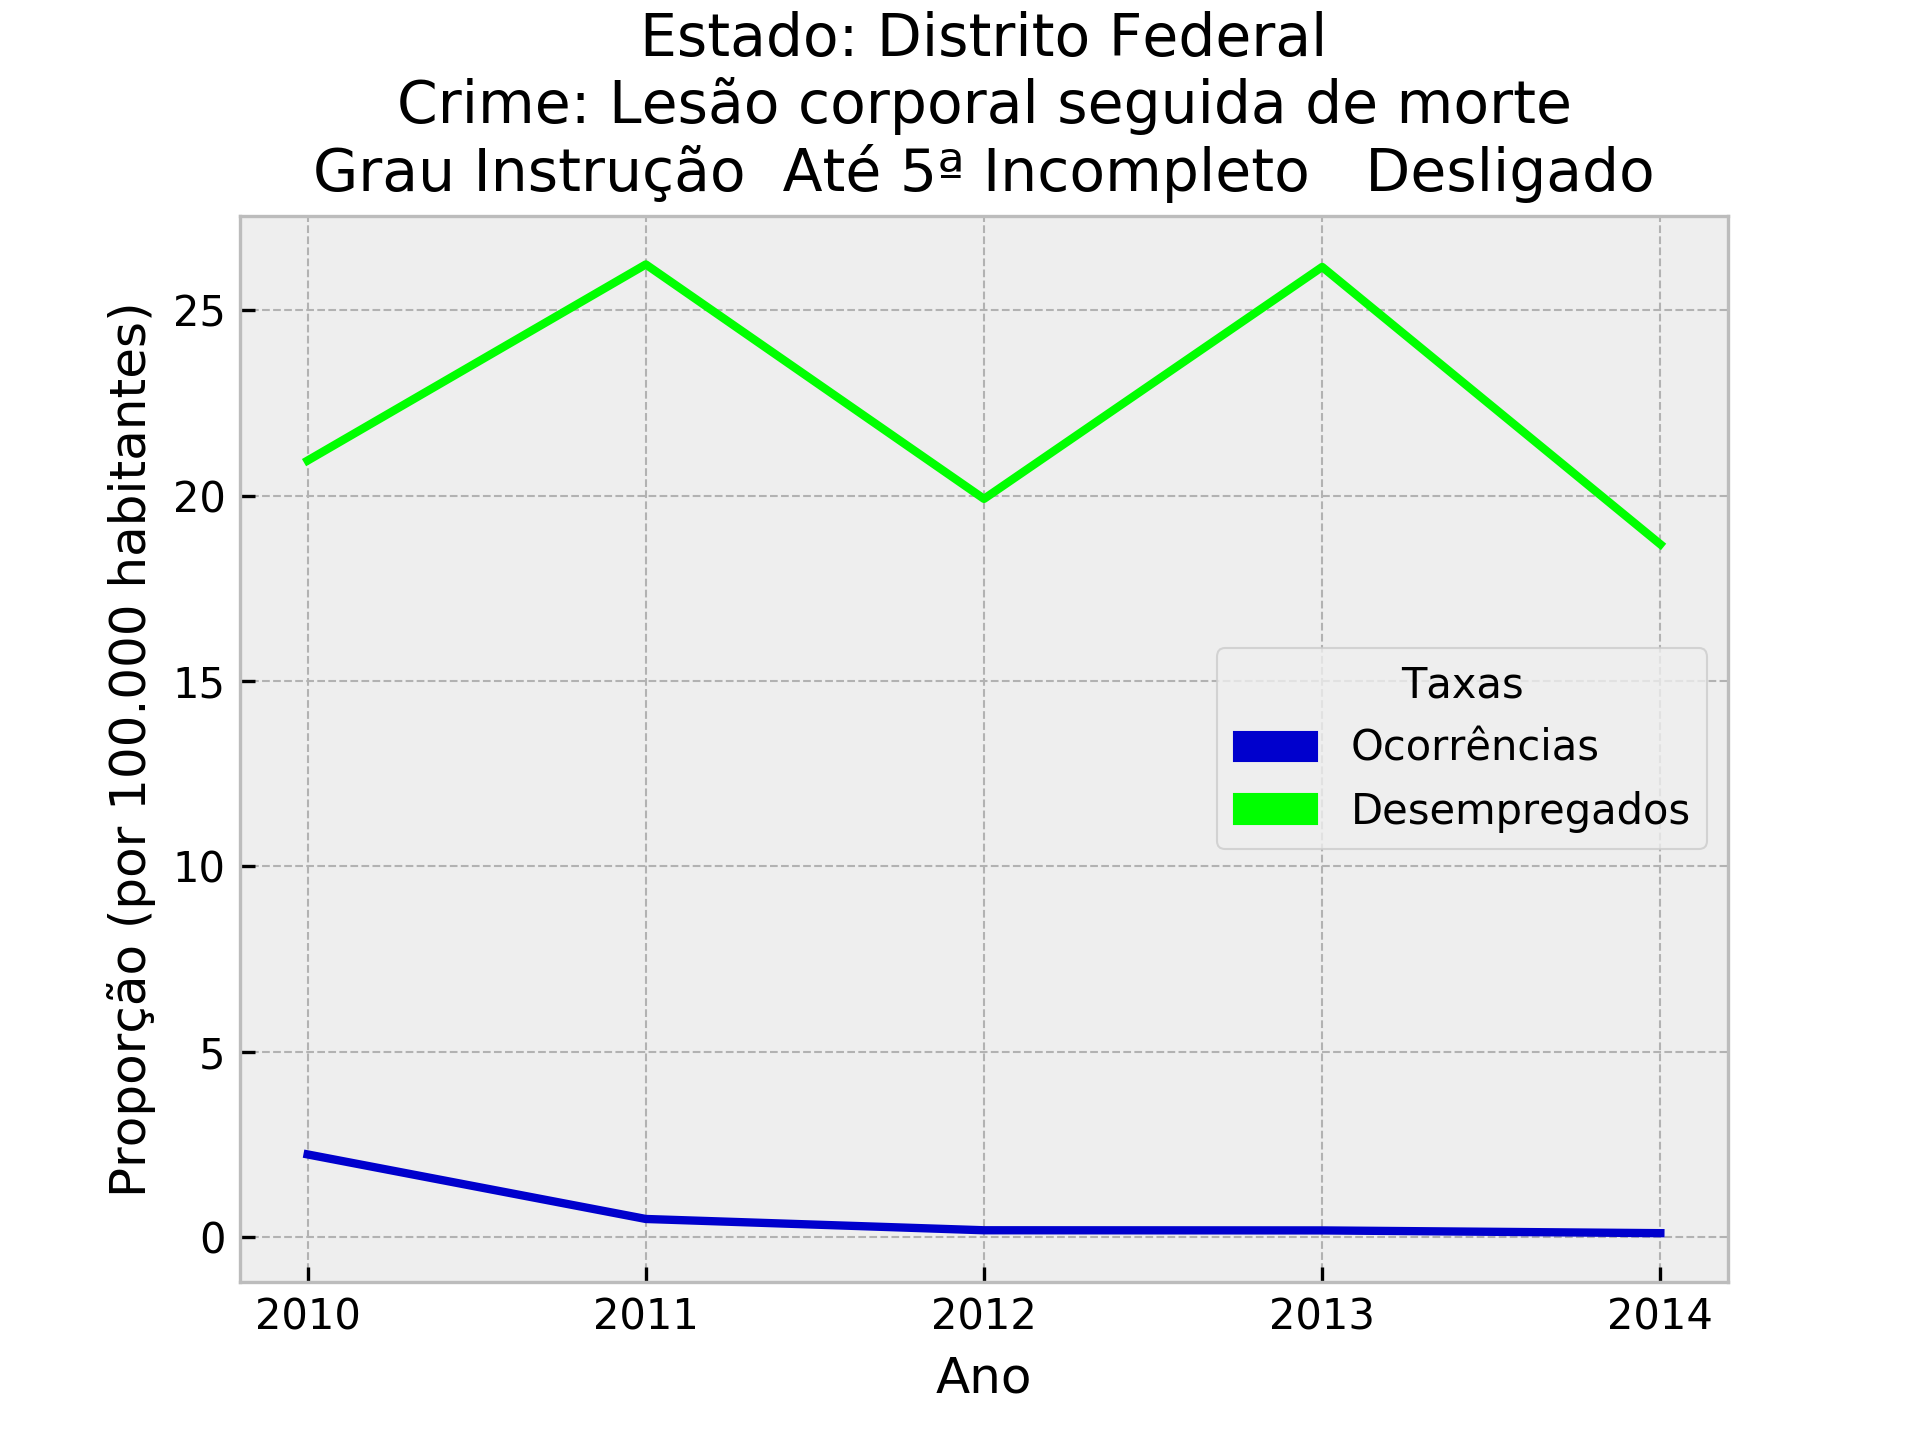 Estado: Distrito Federal
Crime: Lesão corporal seguida de morte
Grau Instrução  Até 5ª Incompleto   Desligado
Proporção (por 100.000 habitantes)
25
20
15
10
5
0
Taxas
Ocorrências
Desempregados
2010 2011 2012 2013 2014
Ano